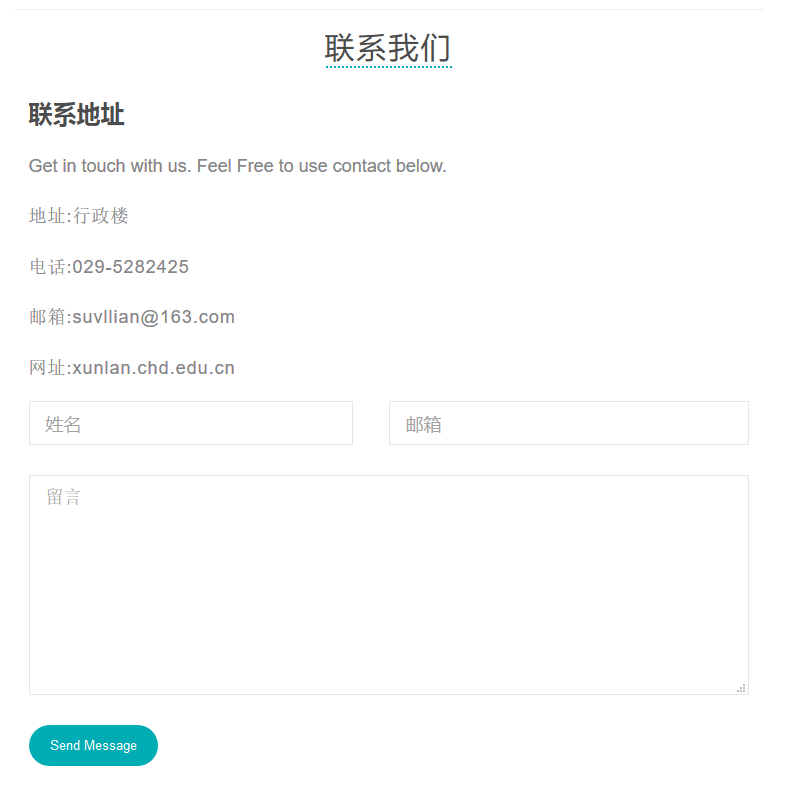 联系我们
联系地址
Get in touch with us. Feel Free to use contact below.
地址:行政楼
电话:029-5282425
邮箱:suvllian@163.com
网址:xunlan.chd.edu.cn
姓名 邮箱
留言
Send Message